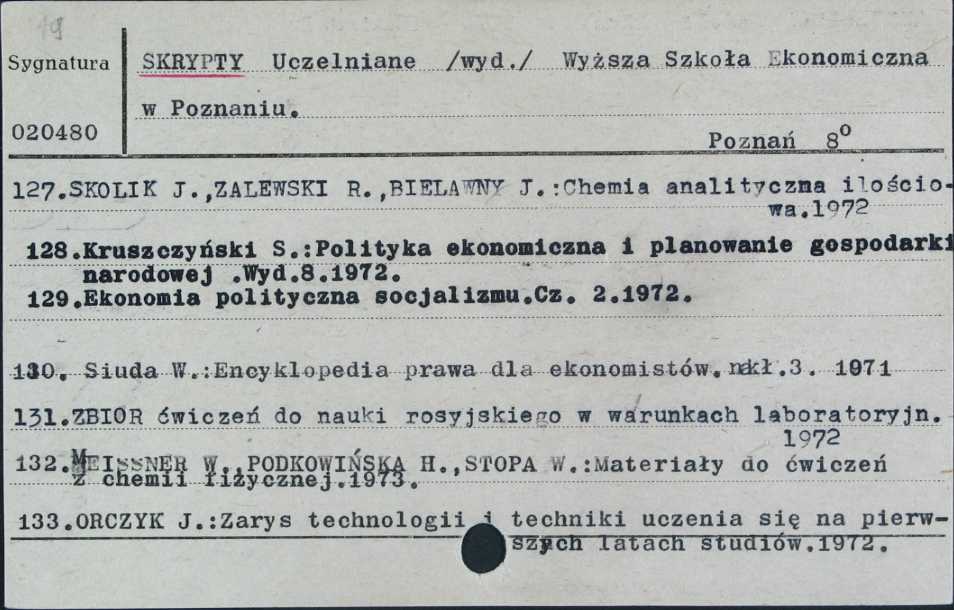 19
Sygnatura
SKRYPTY Uczelniane /wyd./ Wyższa Szkoła Ekonomiczna
w Poznaniu.
020480
Poznań 8º
127.SKOLIK J.,ZALEWSKI R.,BIELAWNY J.:Chemia analityczna ilościo-
wa.1972
128.Kruszczyński S.:Polityka ekonomiczna i planowanie gospodarki
narodowej .Wyd.8.1972.
129.Ekonomia polityczna socjalizmu.Cz. 2.1972.
130. Siuda W.:Encyklopedia prawa dla ekonomistów. nakł.3. 1971
131.ZBIOR ćwiczeń do nauki rosyjskiego w warunkach laboratoryjn.
1972
132.MEISSNER W.,PODKOWIŃSKA H.,STOPA W.:Materiały do ćwiczeń
z chemii fizycznej.1973.
133.ORCZYK J.:Zarys technologii i techniki uczenia się na pierw-
szych latach studiów.1972.